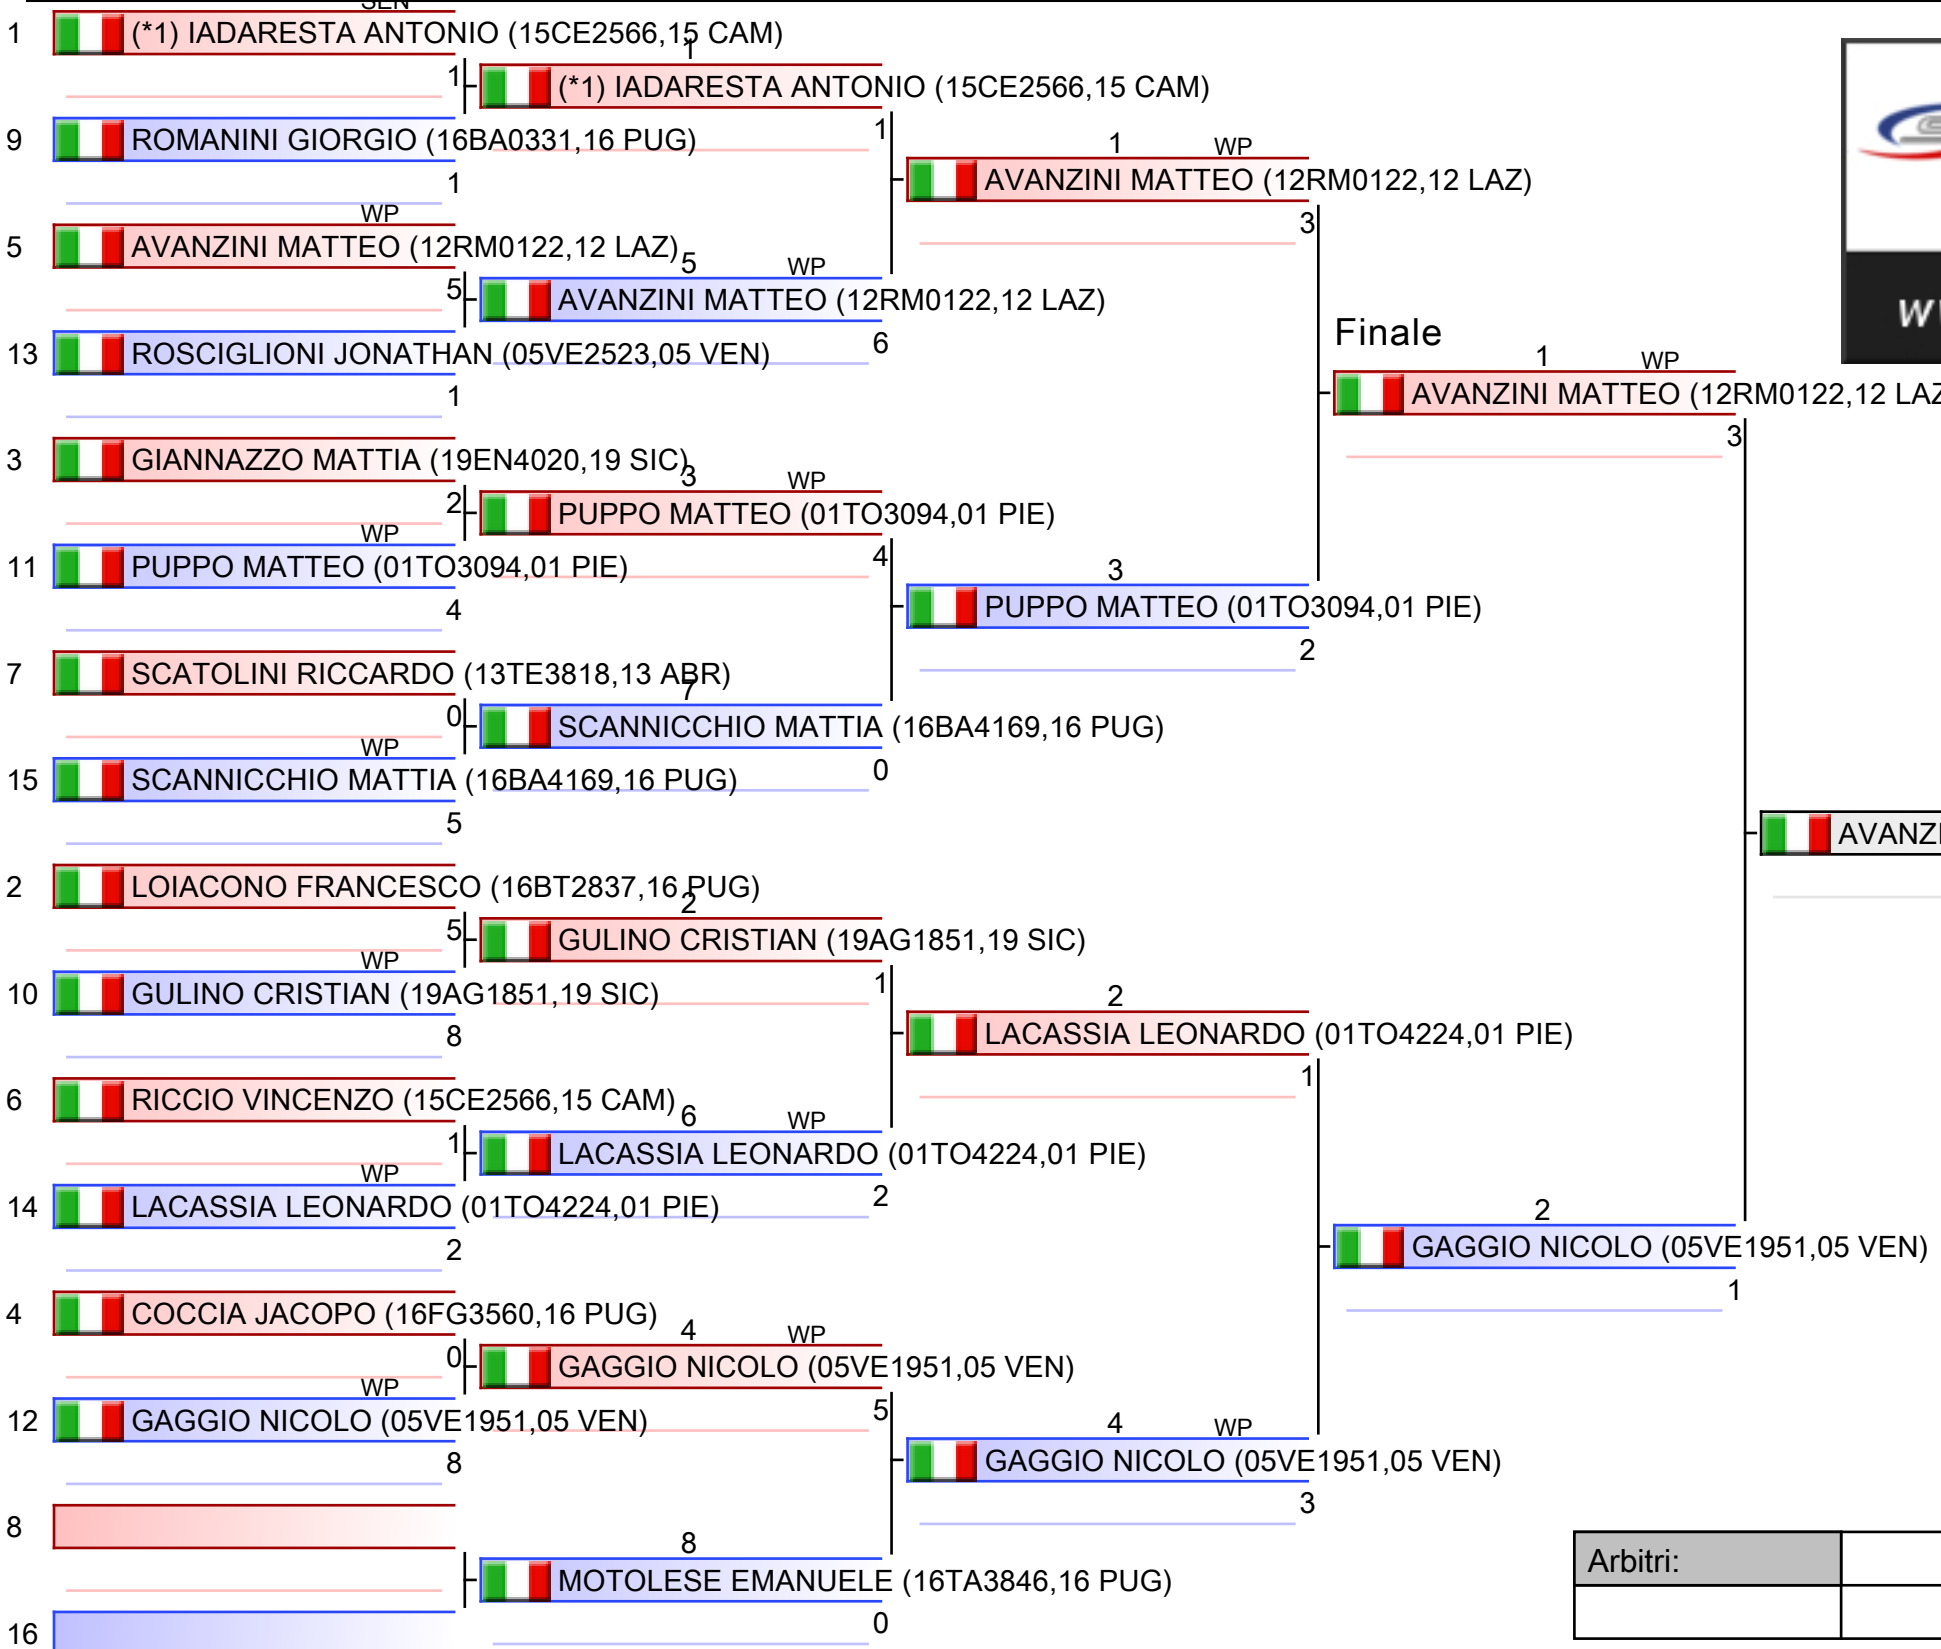 SEN
1 (*1) IADARESTA ANTONIO (15CE2566,15 CAM)
1
1 (*1) IADARESTA ANTONIO (15CE2566,15 CAM)
1
9 ROMANINI GIORGIO (16BA0331,16 PUG)
1 WP
AVANZINI MATTEO (12RM0122,12 LAZ)
1
3
WP
5 AVANZINI MATTEO (12RM0122,12 LAZ)
5 WP
5 AVANZINI MATTEO (12RM0122,12 LAZ)
6
13 ROSCIGLIONI JONATHAN (05VE2523,05 VEN)
1
Finale
1 WP
AVANZINI MATTEO (12RM0122,12 LAZ
3
3 GIANNAZZO MATTIA (19EN4020,19 SIC)
3 WP
2 PUPPO MATTEO (01TO3094,01 PIE)
4
WP
11 PUPPO MATTEO (01TO3094,01 PIE)
4
3
PUPPO MATTEO (01TO3094,01 PIE)
2
7 SCATOLINI RICCARDO (13TE3818,13 ABR)
7
0 SCANNICCHIO MATTIA (16BA4169,16 PUG)
0
WP
15 SCANNICCHIO MATTIA (16BA4169,16 PUG)
5
AVANZ
2 LOIACONO FRANCESCO (16BT2837,16 PUG)
2
5 GULINO CRISTIAN (19AG1851,19 SIC)
1
WP
10 GULINO CRISTIAN (19AG1851,19 SIC)
8
2
LACASSIA LEONARDO (01TO4224,01 PIE)
1
6 RICCIO VINCENZO (15CE2566,15 CAM)
6 WP
1 LACASSIA LEONARDO (01TO4224,01 PIE)
2
WP
14 LACASSIA LEONARDO (01TO4224,01 PIE)
2
2
GAGGIO NICOLO (05VE1951,05 VEN)
1
4 COCCIA JACOPO (16FG3560,16 PUG)
4 WP
0 GAGGIO NICOLO (05VE1951,05 VEN)
5
WP
12 GAGGIO NICOLO (05VE1951,05 VEN)
8
4 WP
GAGGIO NICOLO (05VE1951,05 VEN)
3
8
8
MOTOLESE EMANUELE (16TA3846,16 PUG)
0
16
Arbitri: